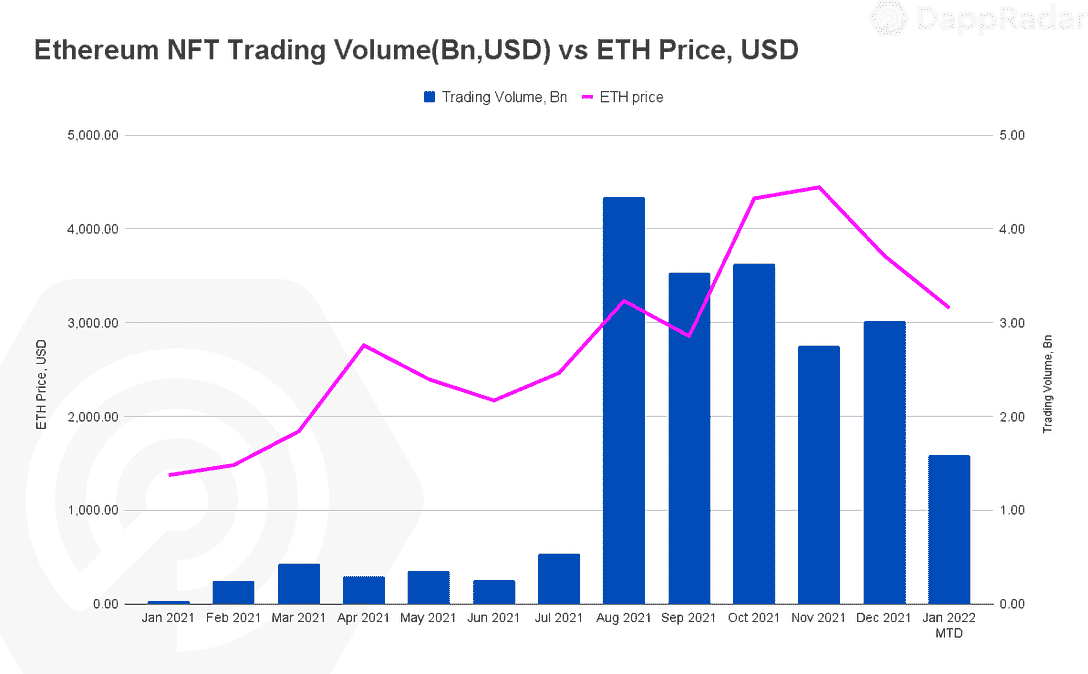 DappRadar
Ethereum NFT Trading Volume(Bn,USD) vs ETH Price, USD
Trading Volume, Bn ETH price
5,000.00 5.00
4,000.00 4.00
3,000.00 3.00
2,000.00 2.00
1,000.00 1.00
0.00 0.00
ETH Price, USD
Trading Volume, Bn
Jan 2021 Feb 2021 Mar 2021 Apr 2021 May 2021 Jun 2021 Jul 2021 Aug 2021 Sep 2021 Oct 2021 Nov 2021 Dec 2021 Jan 2022
MTD